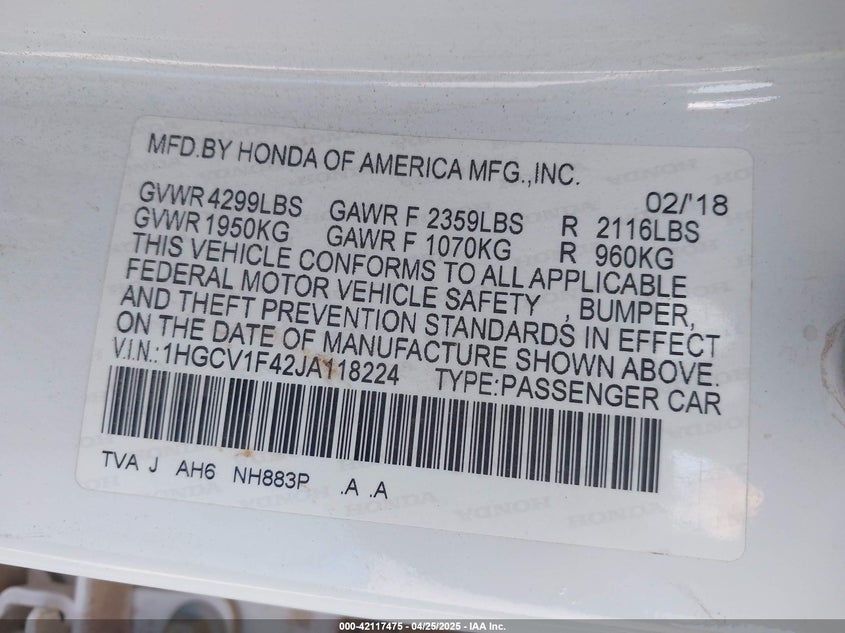 MFD.BY HONDA OF AMERICA MFG.,INC.
02/'18
GVWR 4299LBS GAWR F 2359LBS R 2116LBS
GVWR 1950KG GAWR F 1070KG R 960KG
THIS VEHICLE CONFORMS TO ALL APPLICABLE
FEDERAL MOTOR VEHICLE SAFETY , BUMPER,
AND THEFT PREVENTION STANDARDS IN EFFECT
ON THE DATE OF MANUFACTURE SHOWN ABOVE.
V.I.N.:1HGCV1F42JA118224 TYPE:PASSENGER CAR
TVA J AH6 NH883P .A .A
HONDA HONDA HONDA
000-42117475 - 04/25/2025 - IAA Inc.